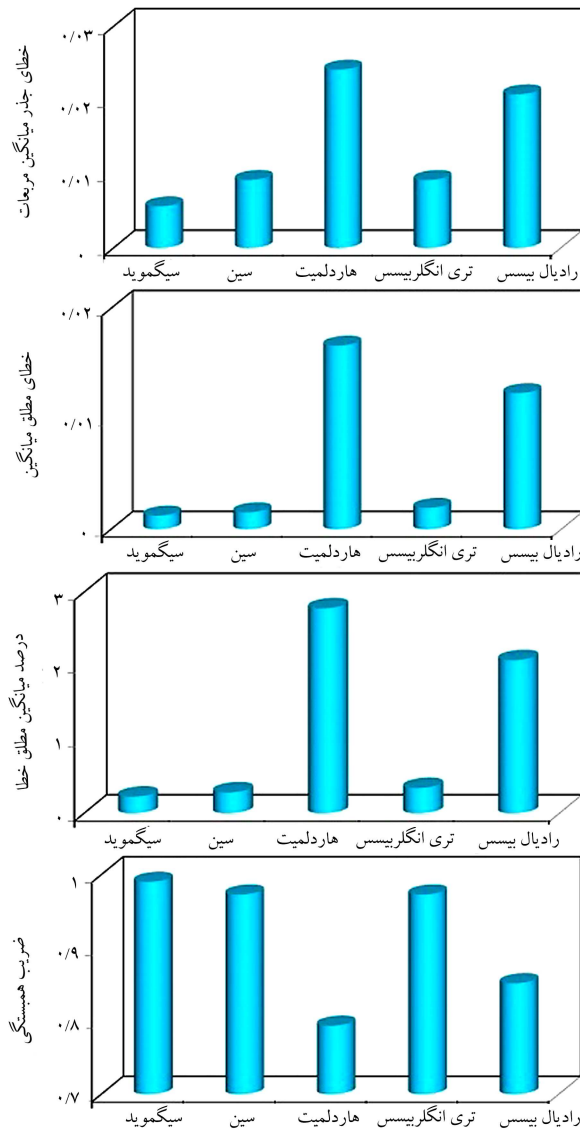 خطای جذر میانگین مربعات
۰/۰۳
۰/۰۲
۰/۰۱
۰
سیگموید سین هاردلمیت تری انگلربیسس رادیال بیسس
خطای مطلق میانگین
۰/۰۲
۰/۰۱
۰
سیگموید سین هاردلمیت تری انگلربیسس رادیال بیسس
درصد میانگین مطلق خطا
۳
۲
۱
۰
سیگموید سین هاردلمیت تری انگلربیسس رادیال بیسس
ضریب همبستگی
۱
۰/۹
۰/۸
۰/۷
سیگموید سین هاردلمیت تری انگلربیسس رادیال بیسس